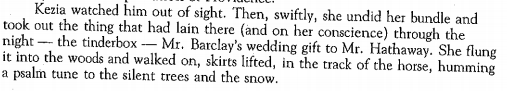 Kezia watched him out of sight. Then, swiftly, she undid her bundle and
took out the thing that had lain there (and on her conscience) through the
night — the tinderbox — Mr. Barclay's wedding gift to Mr. Hathaway. She flung
it into the woods and walked on, skirts lifted, in the track of the horse, humming
a psalm tune to the silent trees and the snow.